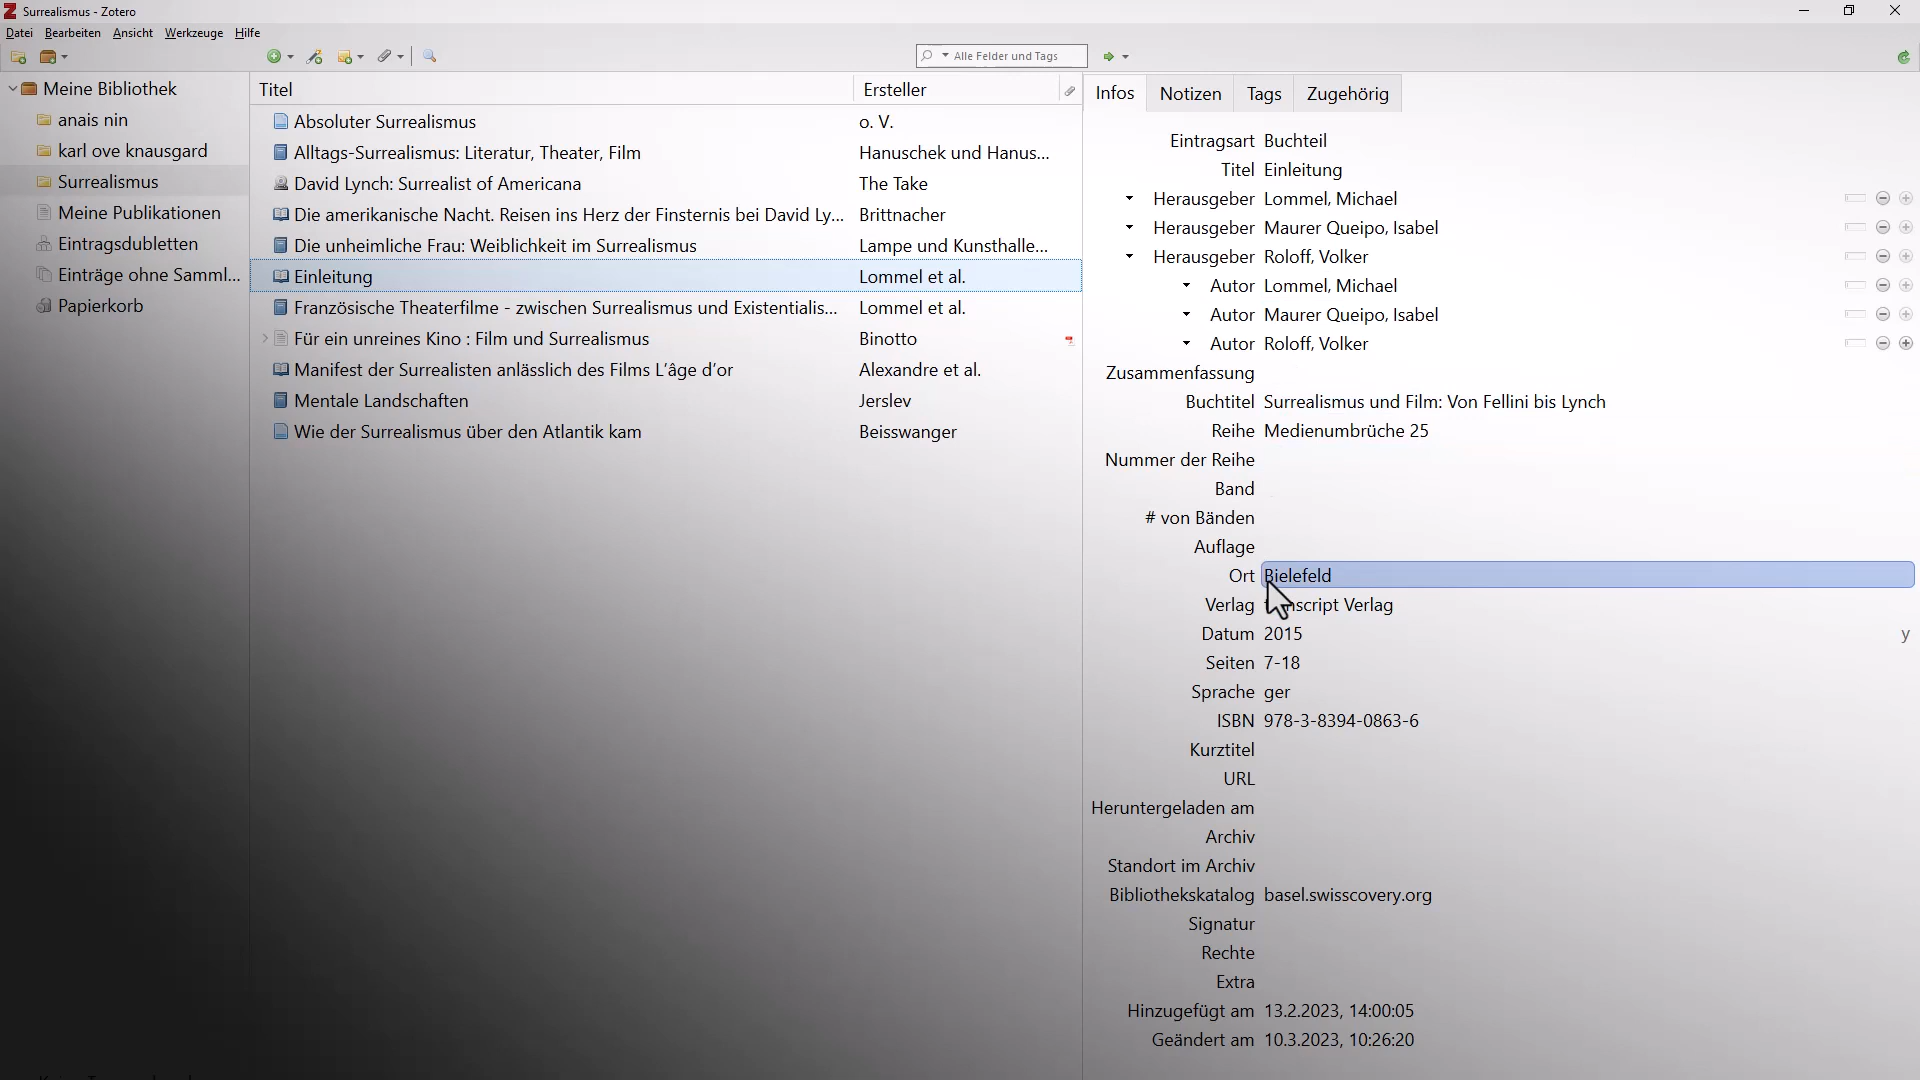 Surrealismus - Zotero
Datei Bearbeiten Ansicht Werkzeuge Hilfe
Alle Felder und Tags
Meine Bibliothek
anais nin
karl ove knausgard
Surrealismus
Meine Publikationen
Eintragsdubletten
Einträge ohne Samml...
Papierkorb
Titel Ersteller
Absoluter Surrealismus o. V.
Alltags-Surrealismus: Literatur, Theater, Film Hanuschek und Hanus...
David Lynch: Surrealist of Americana The Take
Die amerikanische Nacht. Reisen ins Herz der Finsternis bei David Ly... Brittnacher
Die unheimliche Frau: Weiblichkeit im Surrealismus Lampe und Kunsthalle...
Einleitung Lommel et al.
Französische Theaterfilme - zwischen Surrealismus und Existentialis... Lommel et al.
Für ein unreines Kino : Film und Surrealismus Binotto
Manifest der Surrealisten anlässlich des Films L'âge d'or Alexandre et al.
Mentale Landschaften Jerslev
Wie der Surrealismus über den Atlantik kam Beisswanger
Infos Notizen Tags Zugehörig
Eintragsart Buchteil
Titel Einleitung
Herausgeber Lommel, Michael
Herausgeber Maurer Queipo, Isabel
Herausgeber Roloff, Volker
Autor Lommel, Michael
Autor Maurer Queipo, Isabel
Autor Roloff, Volker
Zusammenfassung
Buchtitel Surrealismus und Film: Von Fellini bis Lynch
Reihe Medienumbrüche 25
Nummer der Reihe
Band
# von Bänden
Auflage
Ort Bielefeld
Verlag transcript Verlag
Datum 2015 y
Seiten 7-18
Sprache ger
ISBN 978-3-8394-0863-6
Kurztitel
URL
Heruntergeladen am
Archiv
Standort im Archiv
Bibliothekskatalog basel.swisscovery.org
Signatur
Rechte
Extra
Hinzugefügt am 13.2.2023, 14:00:05
Geändert am 10.3.2023, 10:26:20